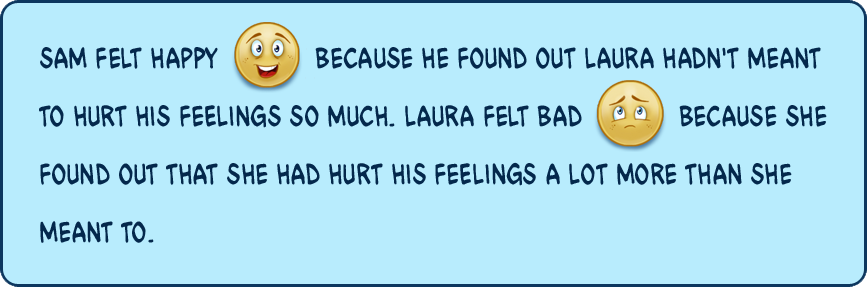 SAM FELT HAPPY BECAUSE HE FOUND OUT LAURA HADN'T MEANT
TO HURT HIS FEELINGS SO MUCH. LAURA FELT BAD BECAUSE SHE
FOUND OUT THAT SHE HAD HURT HIS FEELINGS A LOT MORE THAN SHE
MEANT TO.